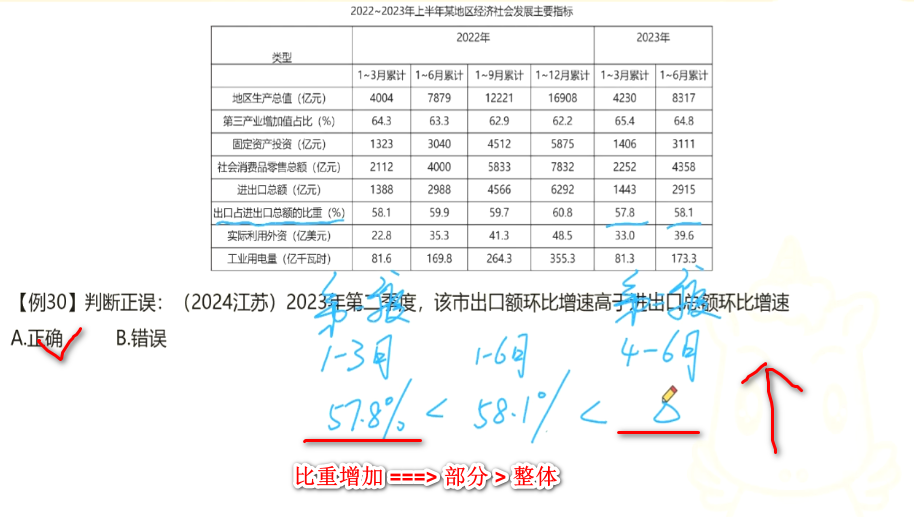 2022~2023年上半年某地区经济社会发展主要指标
类型 2022年 2023年
1~3月累计 1~6月累计 1~9月累计 1~12月累计 1~3月累计 1~6月累计
地区生产总值（亿元） 4004 7879 12221 16908 4230 8317
第三产业增加值占比（%） 64.3 63.3 62.9 62.2 65.4 64.8
固定资产投资（亿元） 1323 3040 4512 5875 1406 3111
社会消费品零售总额（亿元） 2112 4000 5833 7832 2252 4358
进出口总额（亿元） 1388 2988 4566 6292 1443 2915
出口占进出口总额的比重（%） 58.1 59.9 59.7 60.8 57.8 58.1
实际利用外资（亿美元） 22.8 35.3 41.3 48.5 33.0 39.6
工业用电量（亿千瓦时） 81.6 169.8 264.3 355.3 81.3 173.3
【例30】判断正误：（2024江苏）2023年第二季度，该市出口额环比增速高于进出口总额环比增速
A.正确 B.错误
1-3月 1-6月 4-6月
57.8% < 58.1% < △
比重增加 ===> 部分 > 整体